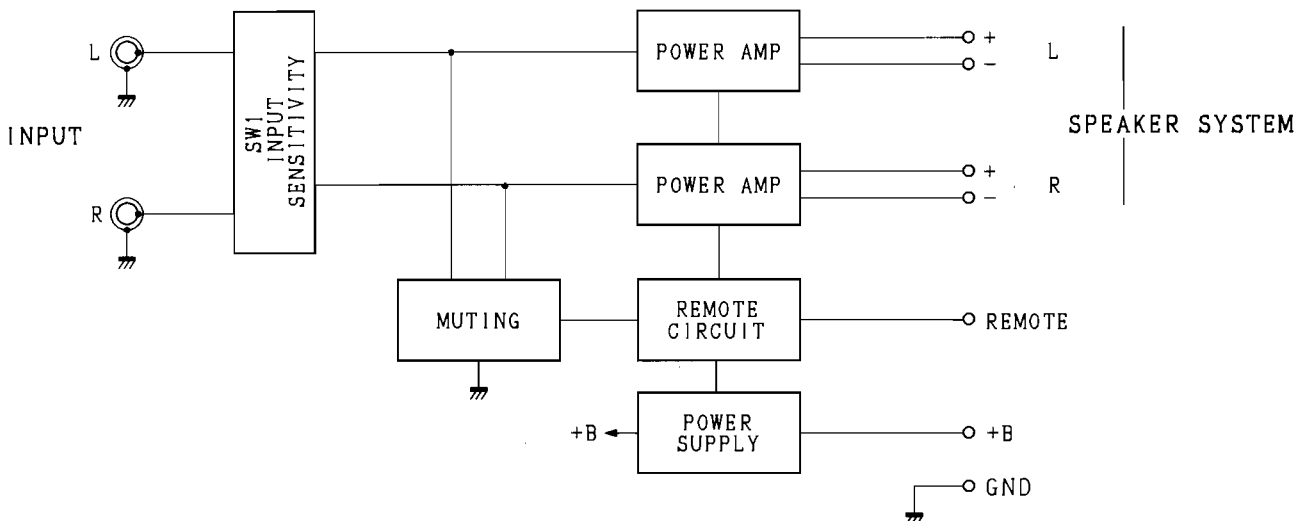 L
POWER AMP
+
-
L
INPUT
SW1
INPUT
SENSITIVITY
SPEAKER SYSTEM
R
POWER AMP
+
-
R
MUTING
REMOTE
CIRCUIT
REMOTE
+B
POWER
SUPPLY
+B
GND